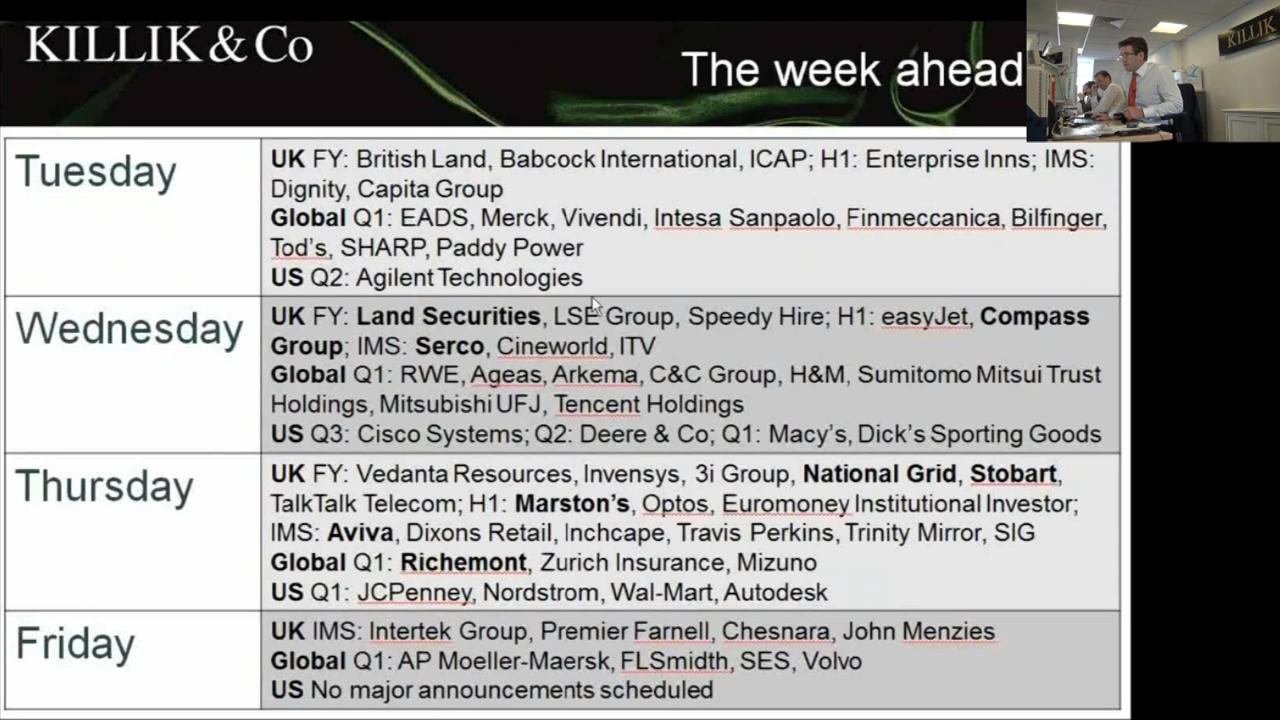 KILLIK & Co
The week ahead
KILLIK
Tuesday
UK FY: British Land, Babcock International, ICAP; H1: Enterprise Inns; IMS:
Dignity, Capita Group
Global Q1: EADS, Merck, Vivendi, Intesa Sanpaolo, Finmeccanica, Bilfinger,
Tod's, SHARP, Paddy Power
US Q2: Agilent Technologies
Wednesday
UK FY: Land Securities, LSE Group, Speedy Hire; H1: easyJet, Compass
Group; IMS: Serco, Cineworld, ITV
Global Q1: RWE, Ageas, Arkema, C&C Group, H&M, Sumitomo Mitsui Trust
Holdings, Mitsubishi UFJ, Tencent Holdings
US Q3: Cisco Systems; Q2: Deere & Co; Q1: Macy's, Dick's Sporting Goods
Thursday
UK FY: Vedanta Resources, Invensys, 3i Group, National Grid, Stobart,
TalkTalk Telecom; H1: Marston's, Optos, Euromoney Institutional Investor;
IMS: Aviva, Dixons Retail, Inchcape, Travis Perkins, Trinity Mirror, SIG
Global Q1: Richemont, Zurich Insurance, Mizuno
US Q1: JCPenney, Nordstrom, Wal-Mart, Autodesk
Friday
UK IMS: Intertek Group, Premier Farnell, Chesnara, John Menzies
Global Q1: AP Moeller-Maersk, FLSmidth, SES, Volvo
US No major announcements scheduled